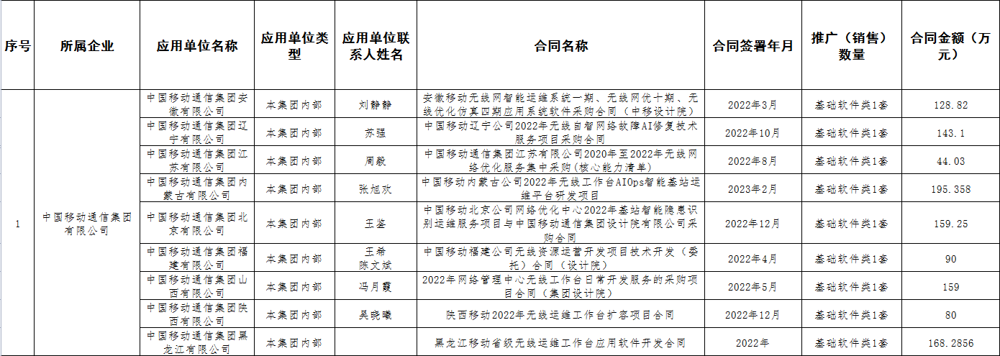 序号
所属企业
应用单位名称
应用单位类
型
应用单位联
系人姓名
合同名称
合同签署年月
推广（销售）
数量
合同金额（万
元）
1
中国移动通信集团
有限公司
中国移动通信集团安
徽有限公司
本集团内部
刘静静
安徽移动无线网智能运维系统一期、无线网优十期、无
线优化仿真四期应用系统软件采购合同（中移设计院）
2022年3月
基础软件类1套
128.82
中国移动通信集团辽
宁有限公司
本集团内部
苏强
中国移动辽宁公司2022年无线自智网络故障AI修复技术
服务项目采购合同
2022年10月
基础软件类1套
143.1
中国移动通信集团江
苏有限公司
本集团内部
周毅
中国移动通信集团江苏有限公司2020年至2022年无线网
络优化服务集中采购(核心能力清单)
2022年8月
基础软件类1套
44.03
中国移动通信集团内
蒙古有限公司
本集团内部
张旭欢
中国移动内蒙古公司2022年无线工作台AIOps智能基站运
维平台研发项目
2023年2月
基础软件类1套
195.358
中国移动通信集团北
京有限公司
本集团内部
王鉴
中国移动北京公司网络优化中心2022年基站智能隐患识
别运维服务项目与中国移动通信集团设计院有限公司采
购合同
2022年12月
基础软件类1套
159.25
中国移动通信集团福
建有限公司
本集团内部
王希
陈文斌
中国移动福建公司无线资源运营开发项目技术开发（委
托）合同（设计院）
2022年4月
基础软件类1套
90
中国移动通信集团山
西有限公司
本集团内部
冯月霞
2022年网络管理中心无线工作台日常开发服务的采购项
目合同（集团设计院）
2022年5月
基础软件类1套
159
中国移动通信集团陕
西有限公司
本集团内部
吴晓曦
陕西移动2022年无线运维工作台扩容项目合同
2022年12月
基础软件类1套
80
中国移动通信集团黑
龙江有限公司
本集团内部
黑龙江移动省级无线运维工作台应用软件开发合同
2022年
基础软件类1套
168.2856